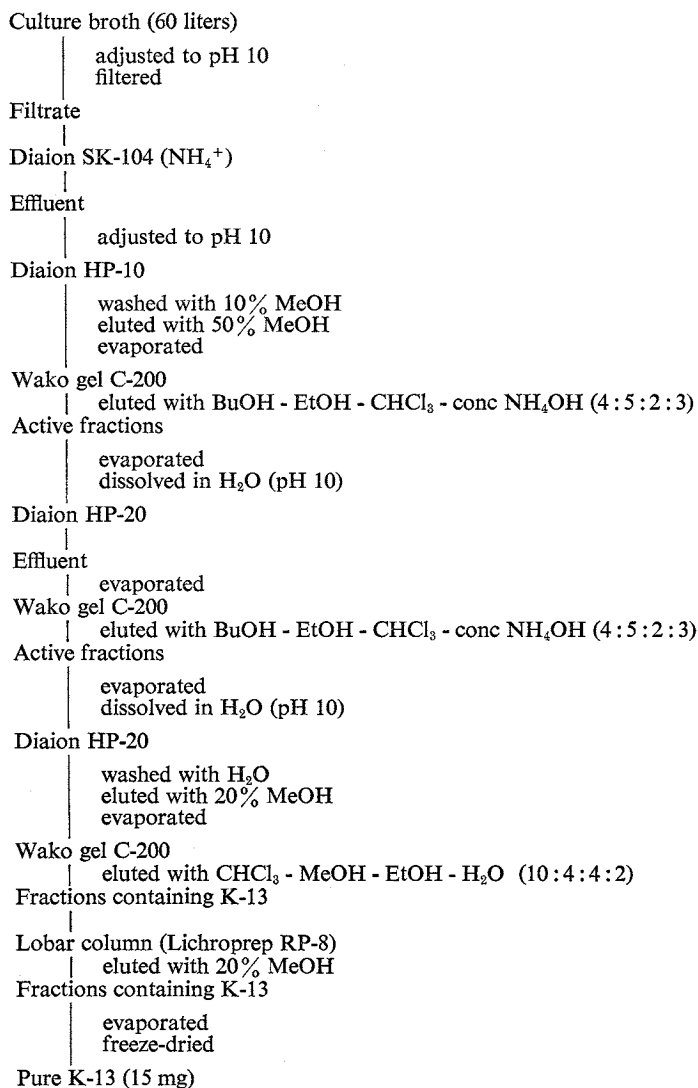 Culture broth (60 liters)
adjusted to pH 10
filtered
Filtrate
Diaion SK-104 (NH₄⁺)
Effluent
adjusted to pH 10
Diaion HP-10
washed with 10% MeOH
eluted with 50% MeOH
evaporated
Wako gel C-200
eluted with BuOH - EtOH - CHCl₃ - conc NH₄OH (4:5:2:3)
Active fractions
evaporated
dissolved in H₂O (pH 10)
Diaion HP-20
Effluent
evaporated
Wako gel C-200
eluted with BuOH - EtOH - CHCl₃ - conc NH₄OH (4:5:2:3)
Active fractions
evaporated
dissolved in H₂O (pH 10)
Diaion HP-20
washed with H₂O
eluted with 20% MeOH
evaporated
Wako gel C-200
eluted with CHCl₃ - MeOH - EtOH - H₂O (10:4:4:2)
Fractions containing K-13
Lobar column (Lichroprep RP-8)
eluted with 20% MeOH
Fractions containing K-13
evaporated
freeze-dried
Pure K-13 (15 mg)